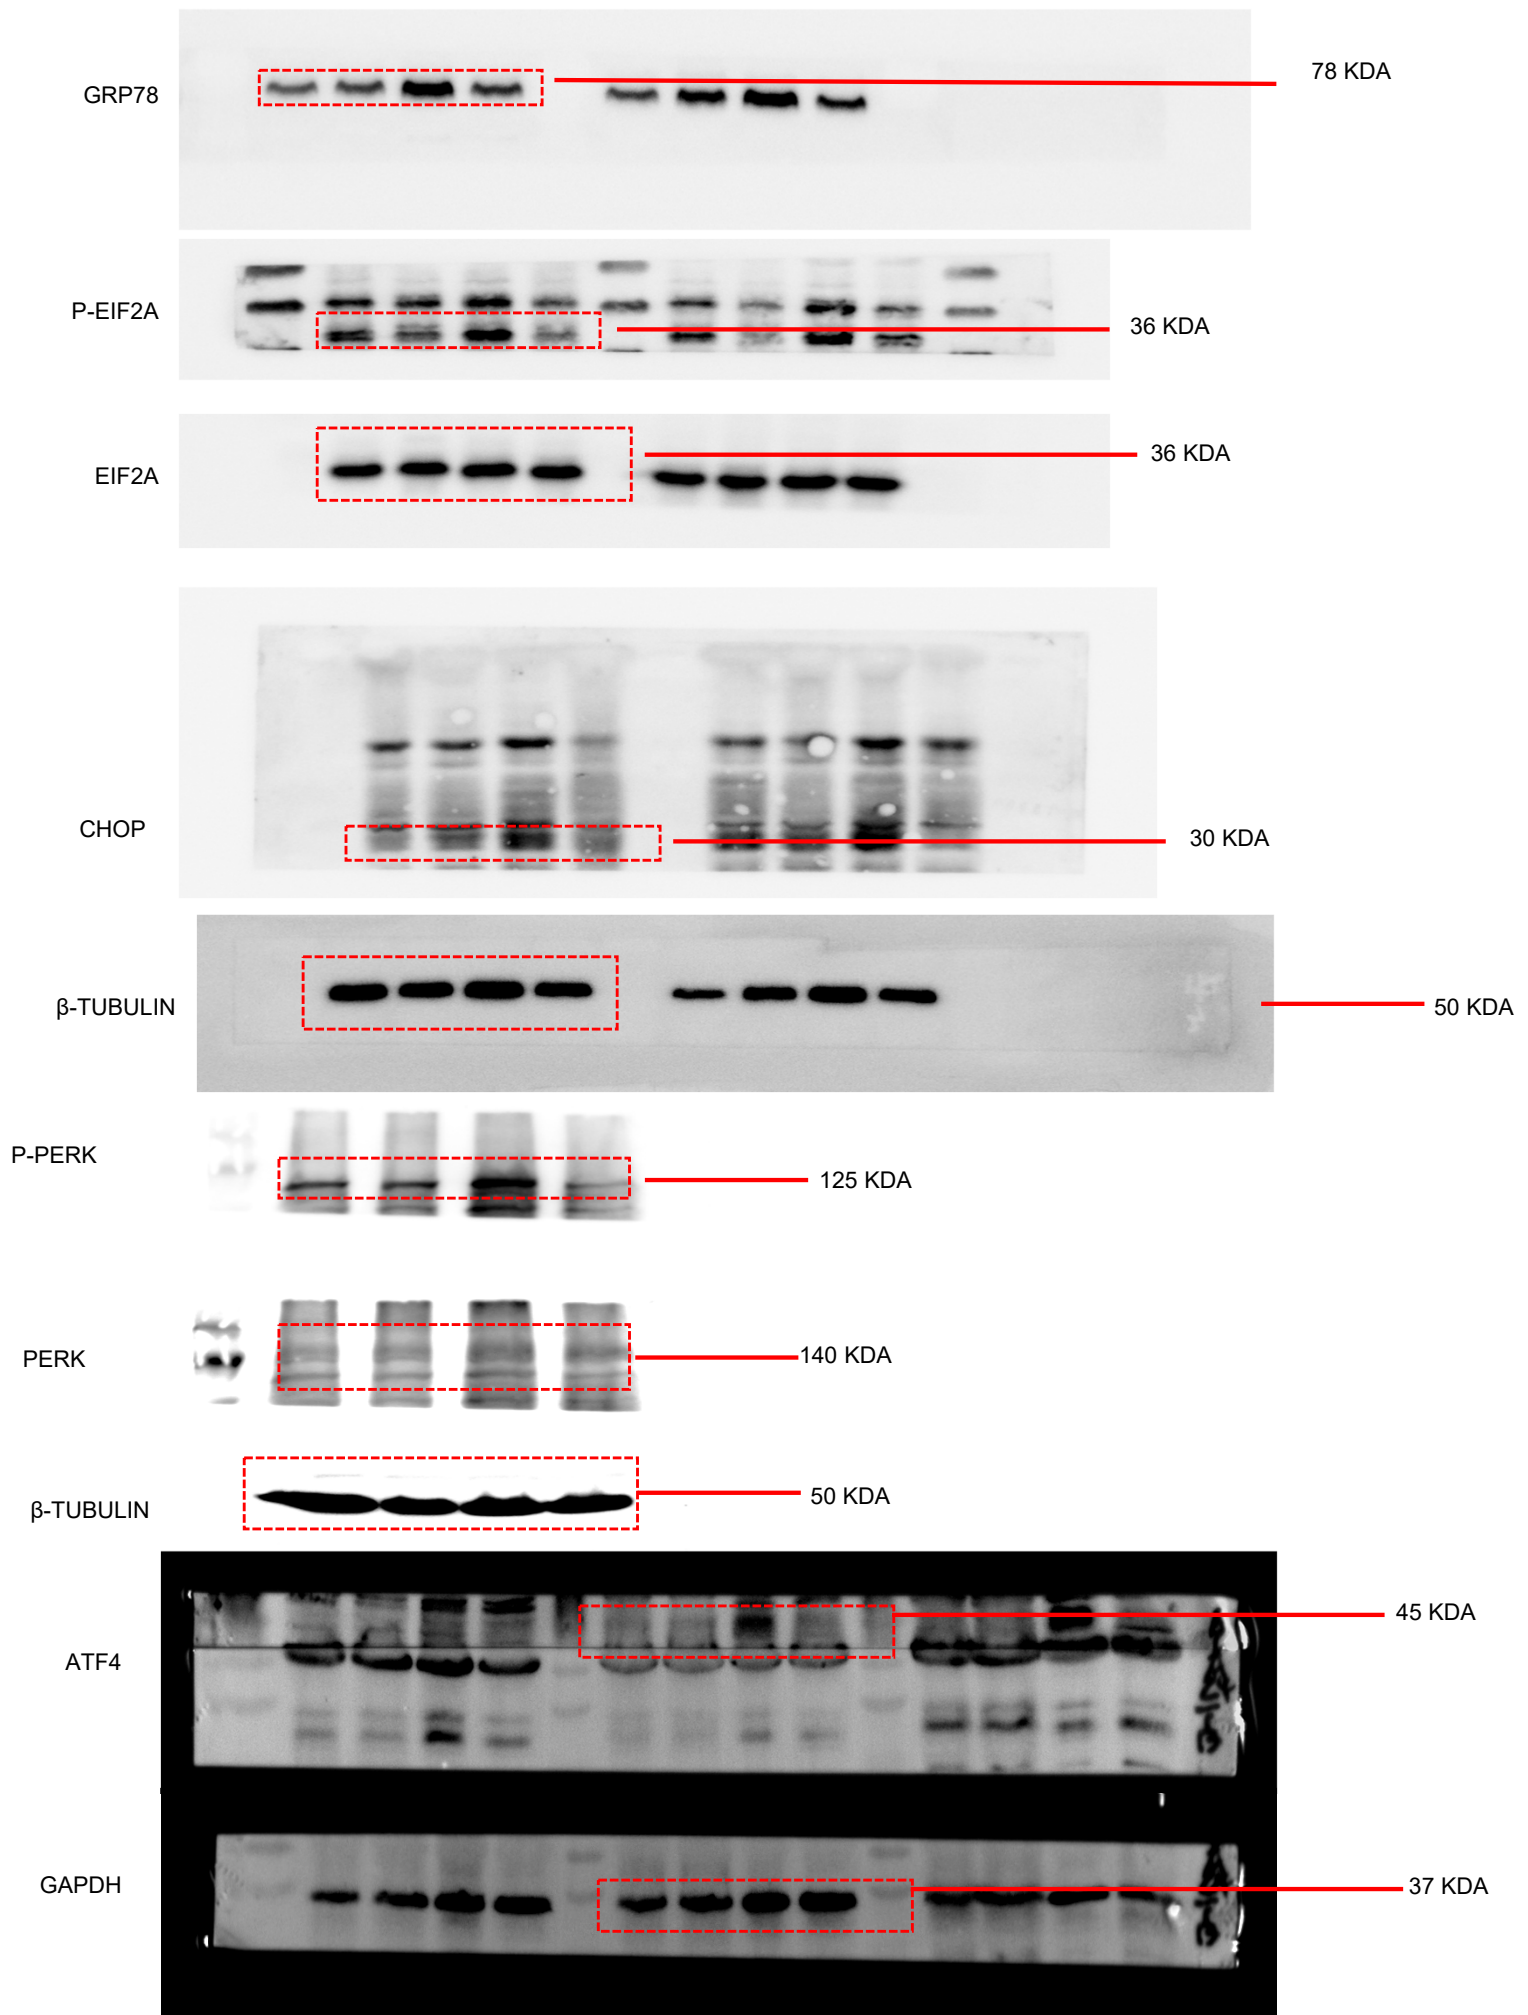 GRP78
78 KDA
P-EIF2A
36 KDA
EIF2A
36 KDA
CHOP
30 KDA
β-TUBULIN
50 KDA
P-PERK
125 KDA
PERK
140 KDA
β-TUBULIN
50 KDA
ATF4
45 KDA
GAPDH
37 KDA